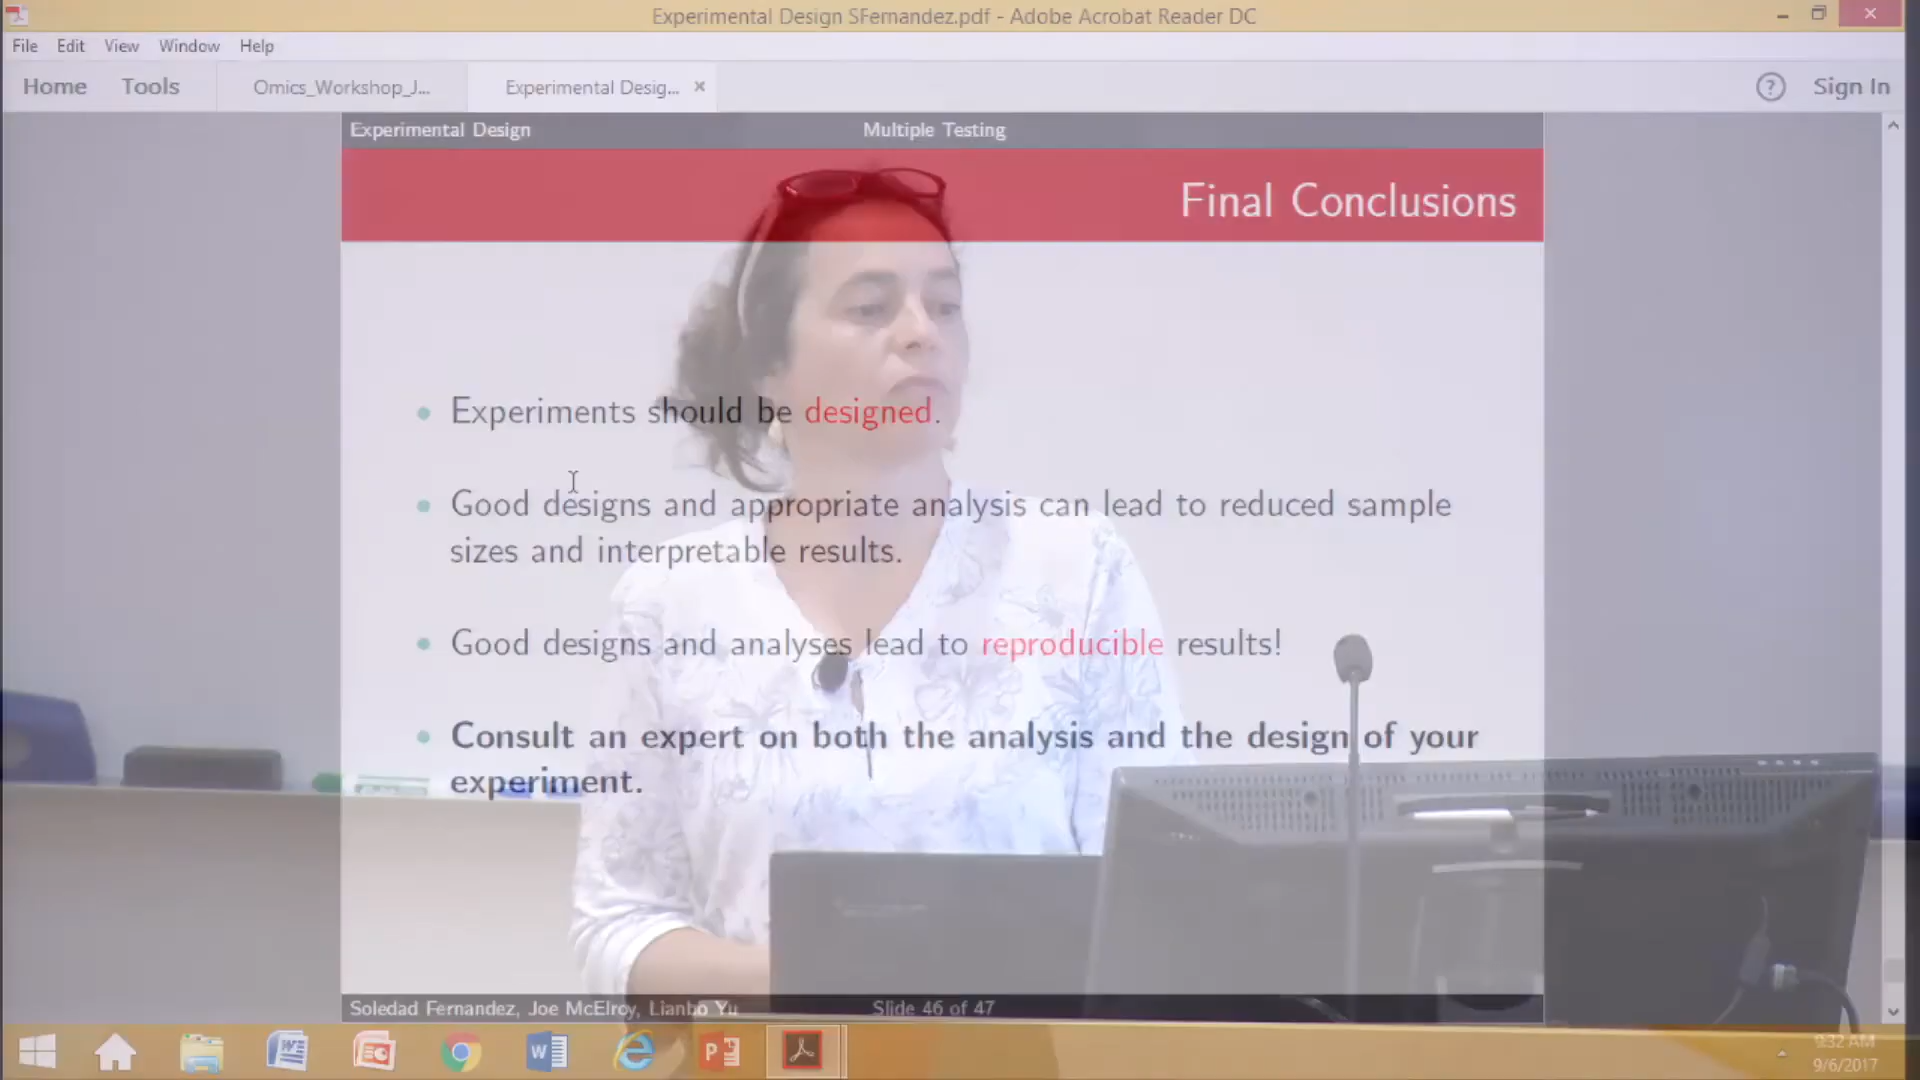 Experimental Design SFernandez.pdf - Adobe Acrobat Reader DC
File Edit View Window Help
Home Tools Omics_Workshop_J... Experimental Desig... × ? Sign In
Experimental Design Multiple Testing
Final Conclusions
Experiments should be designed.
Good designs and appropriate analysis can lead to reduced sample
sizes and interpretable results.
Good designs and analyses lead to reproducible results!
Consult an expert on both the analysis and the design of your
experiment.
Soledad Fernandez, Joe McElroy, Lianbo Yu Slide 46 of 47
9:32 AM
9/6/2017